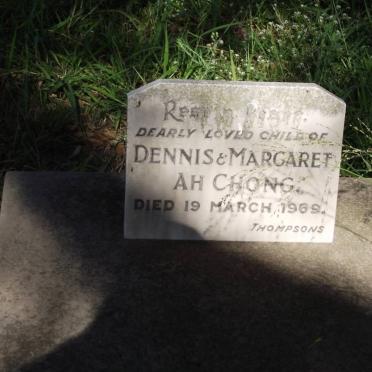 REST IN PEACE.
DEARLY LOVED CHILD OF
DENNIS & MARGARET
AH CHONG.
DIED 19 MARCH 1969.
THOMPSONS